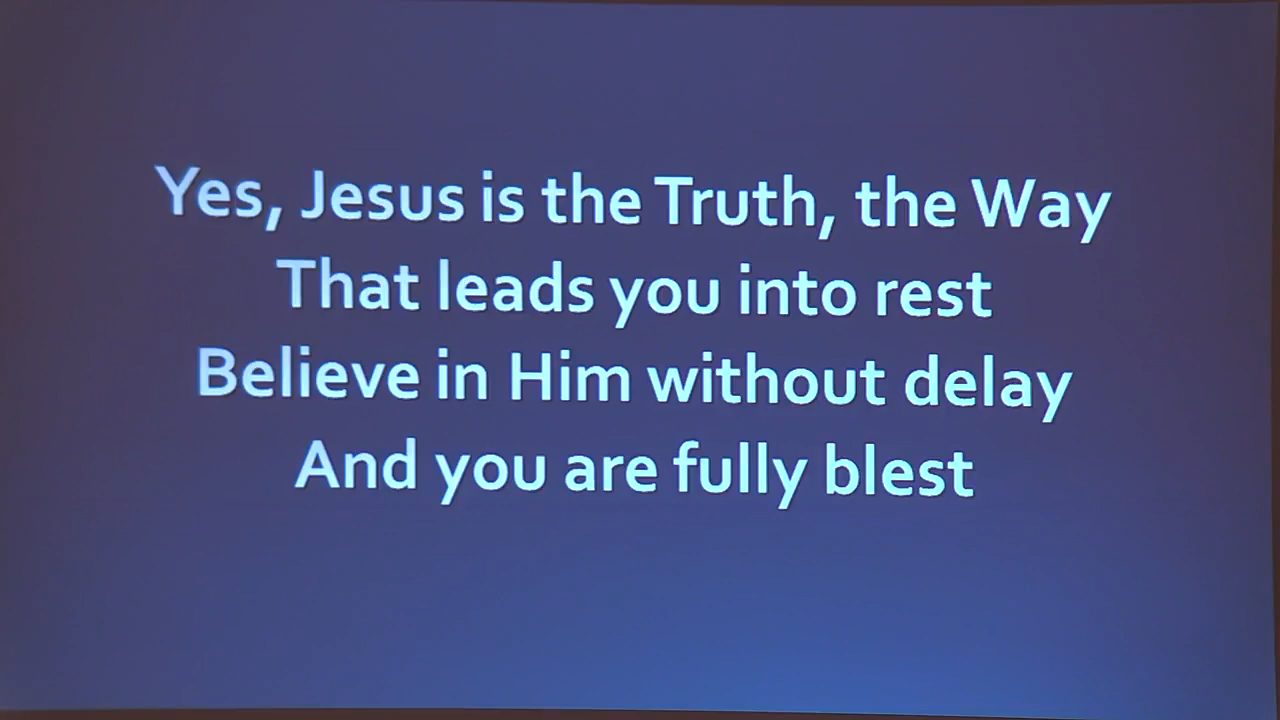 Yes, Jesus is the Truth, the Way
That leads you into rest
Believe in Him without delay
And you are fully blest